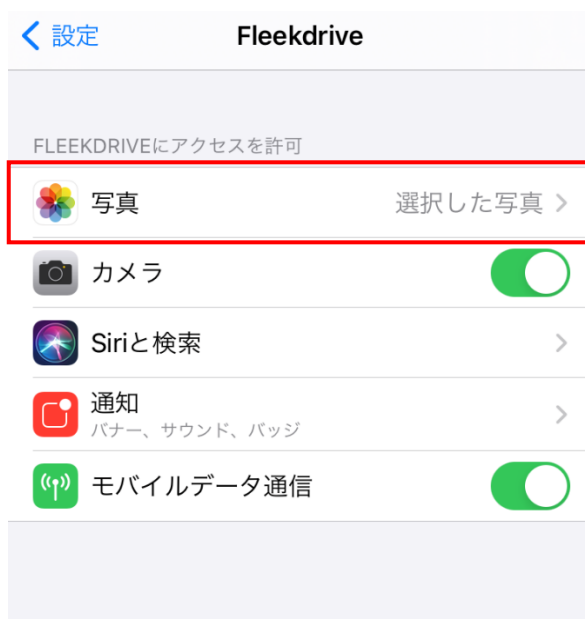 設定 Fleekdrive
FLEEKDRIVEにアクセスを許可
写真 選択した写真
カメラ
Siriと検索
通知
バナー、サウンド、バッジ
モバイルデータ通信